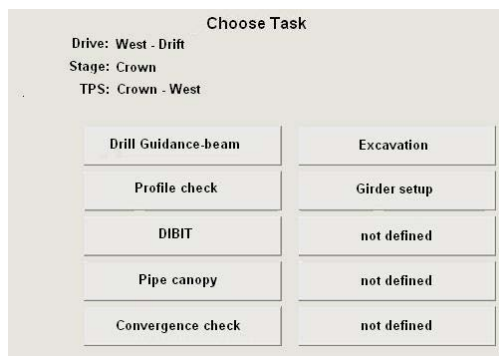 Choose Task
Drive: West - Drift
Stage: Crown
TPS: Crown - West
Drill Guidance-beam
Excavation
Profile check
Girder setup
DIBIT
not defined
Pipe canopy
not defined
Convergence check
not defined